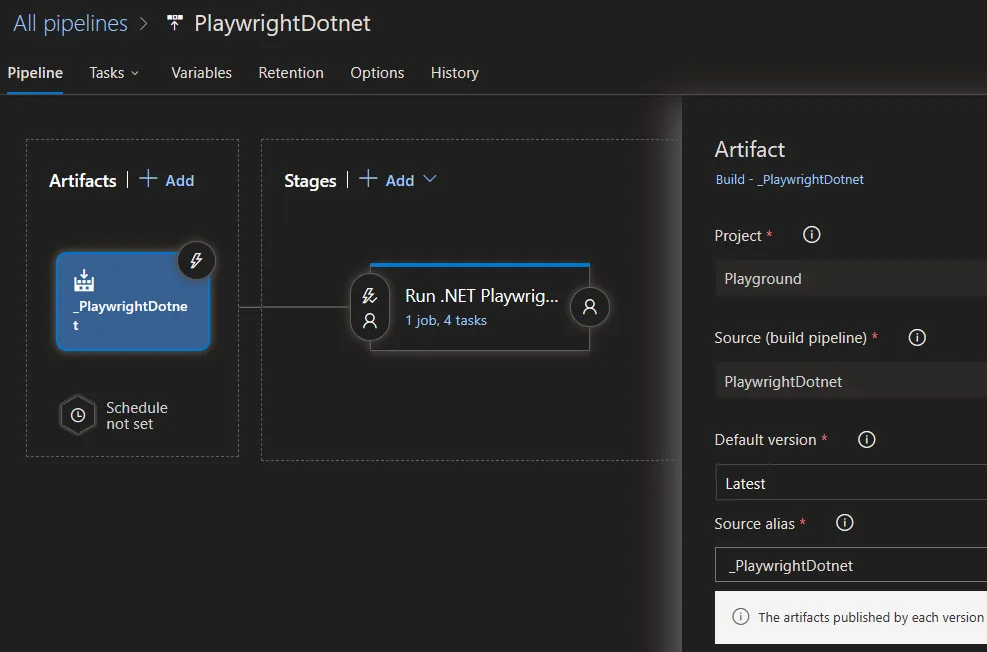 All pipelines > PlaywrightDotnet
Pipeline Tasks Variables Retention Options History
Artifacts | + Add
Stages | + Add
_PlaywrightDotne
t
Schedule
not set
Run .NET Playwrig...
1 job, 4 tasks
Artifact
Build - _PlaywrightDotnet
Project *
Playground
Source (build pipeline) *
PlaywrightDotnet
Default version *
Latest
Source alias *
_PlaywrightDotnet
The artifacts published by each version